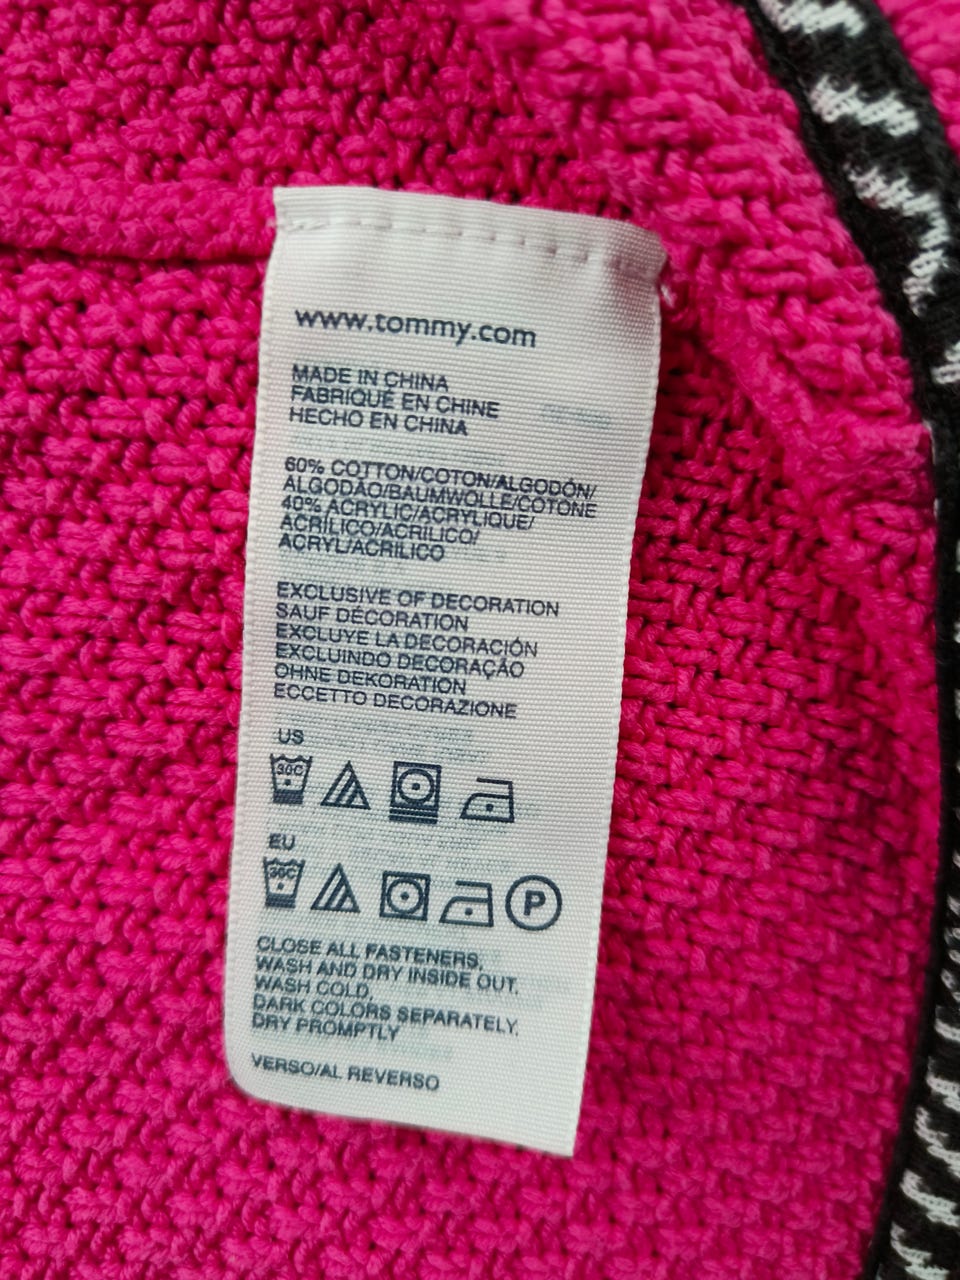 www.tommy.com
MADE IN CHINA
FABRIQUÉ EN CHINE
HECHO EN CHINA
60% COTTON/COTON/ALGODÓN/
ALGODÃO/BAUMWOLLE/COTONE
40% ACRYLIC/ACRYLIQUE/
ACRÍLICO/ACRÍLICO/
ACRYL/ACRILICO
EXCLUSIVE OF DECORATION
SAUF DÉCORATION
EXCLUYE LA DECORACIÓN
EXCLUINDO DECORAÇÃO
OHNE DEKORATION
ECCETTO DECORAZIONE
US
30C
EU
30C
P
CLOSE ALL FASTENERS,
WASH AND DRY INSIDE OUT.
WASH COLD,
DARK COLORS SEPARATELY.
DRY PROMPTLY
VERSO/AL REVERSO